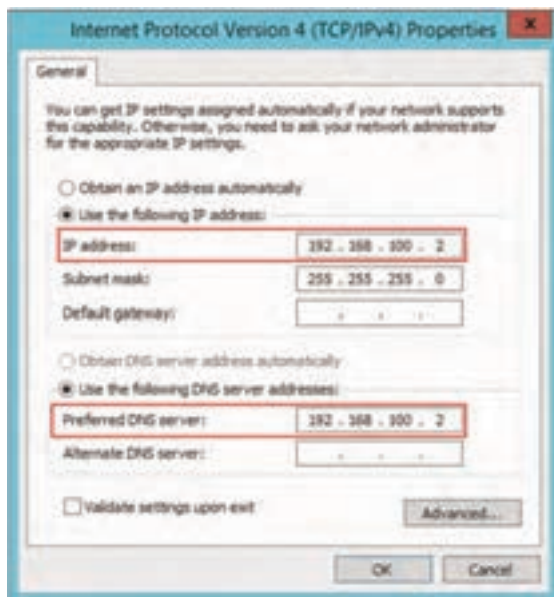 Internet Protocol Version 4 (TCP/IPv4) Properties
x
General
You can get IP settings assigned automatically if your network supports
this capability. Otherwise, you need to ask your network administrator
for the appropriate IP settings.
Obtain an IP address automatically
Use the following IP address:
IP address: 192 . 168 . 100 . 2
Subnet mask: 255 . 255 . 255 . 0
Default gateway: . . .
Obtain DNS server address automatically
Use the following DNS server addresses:
Preferred DNS server: 192 . 168 . 100 . 2
Alternate DNS server: . . .
Validate settings upon exit
Advanced...
OK Cancel